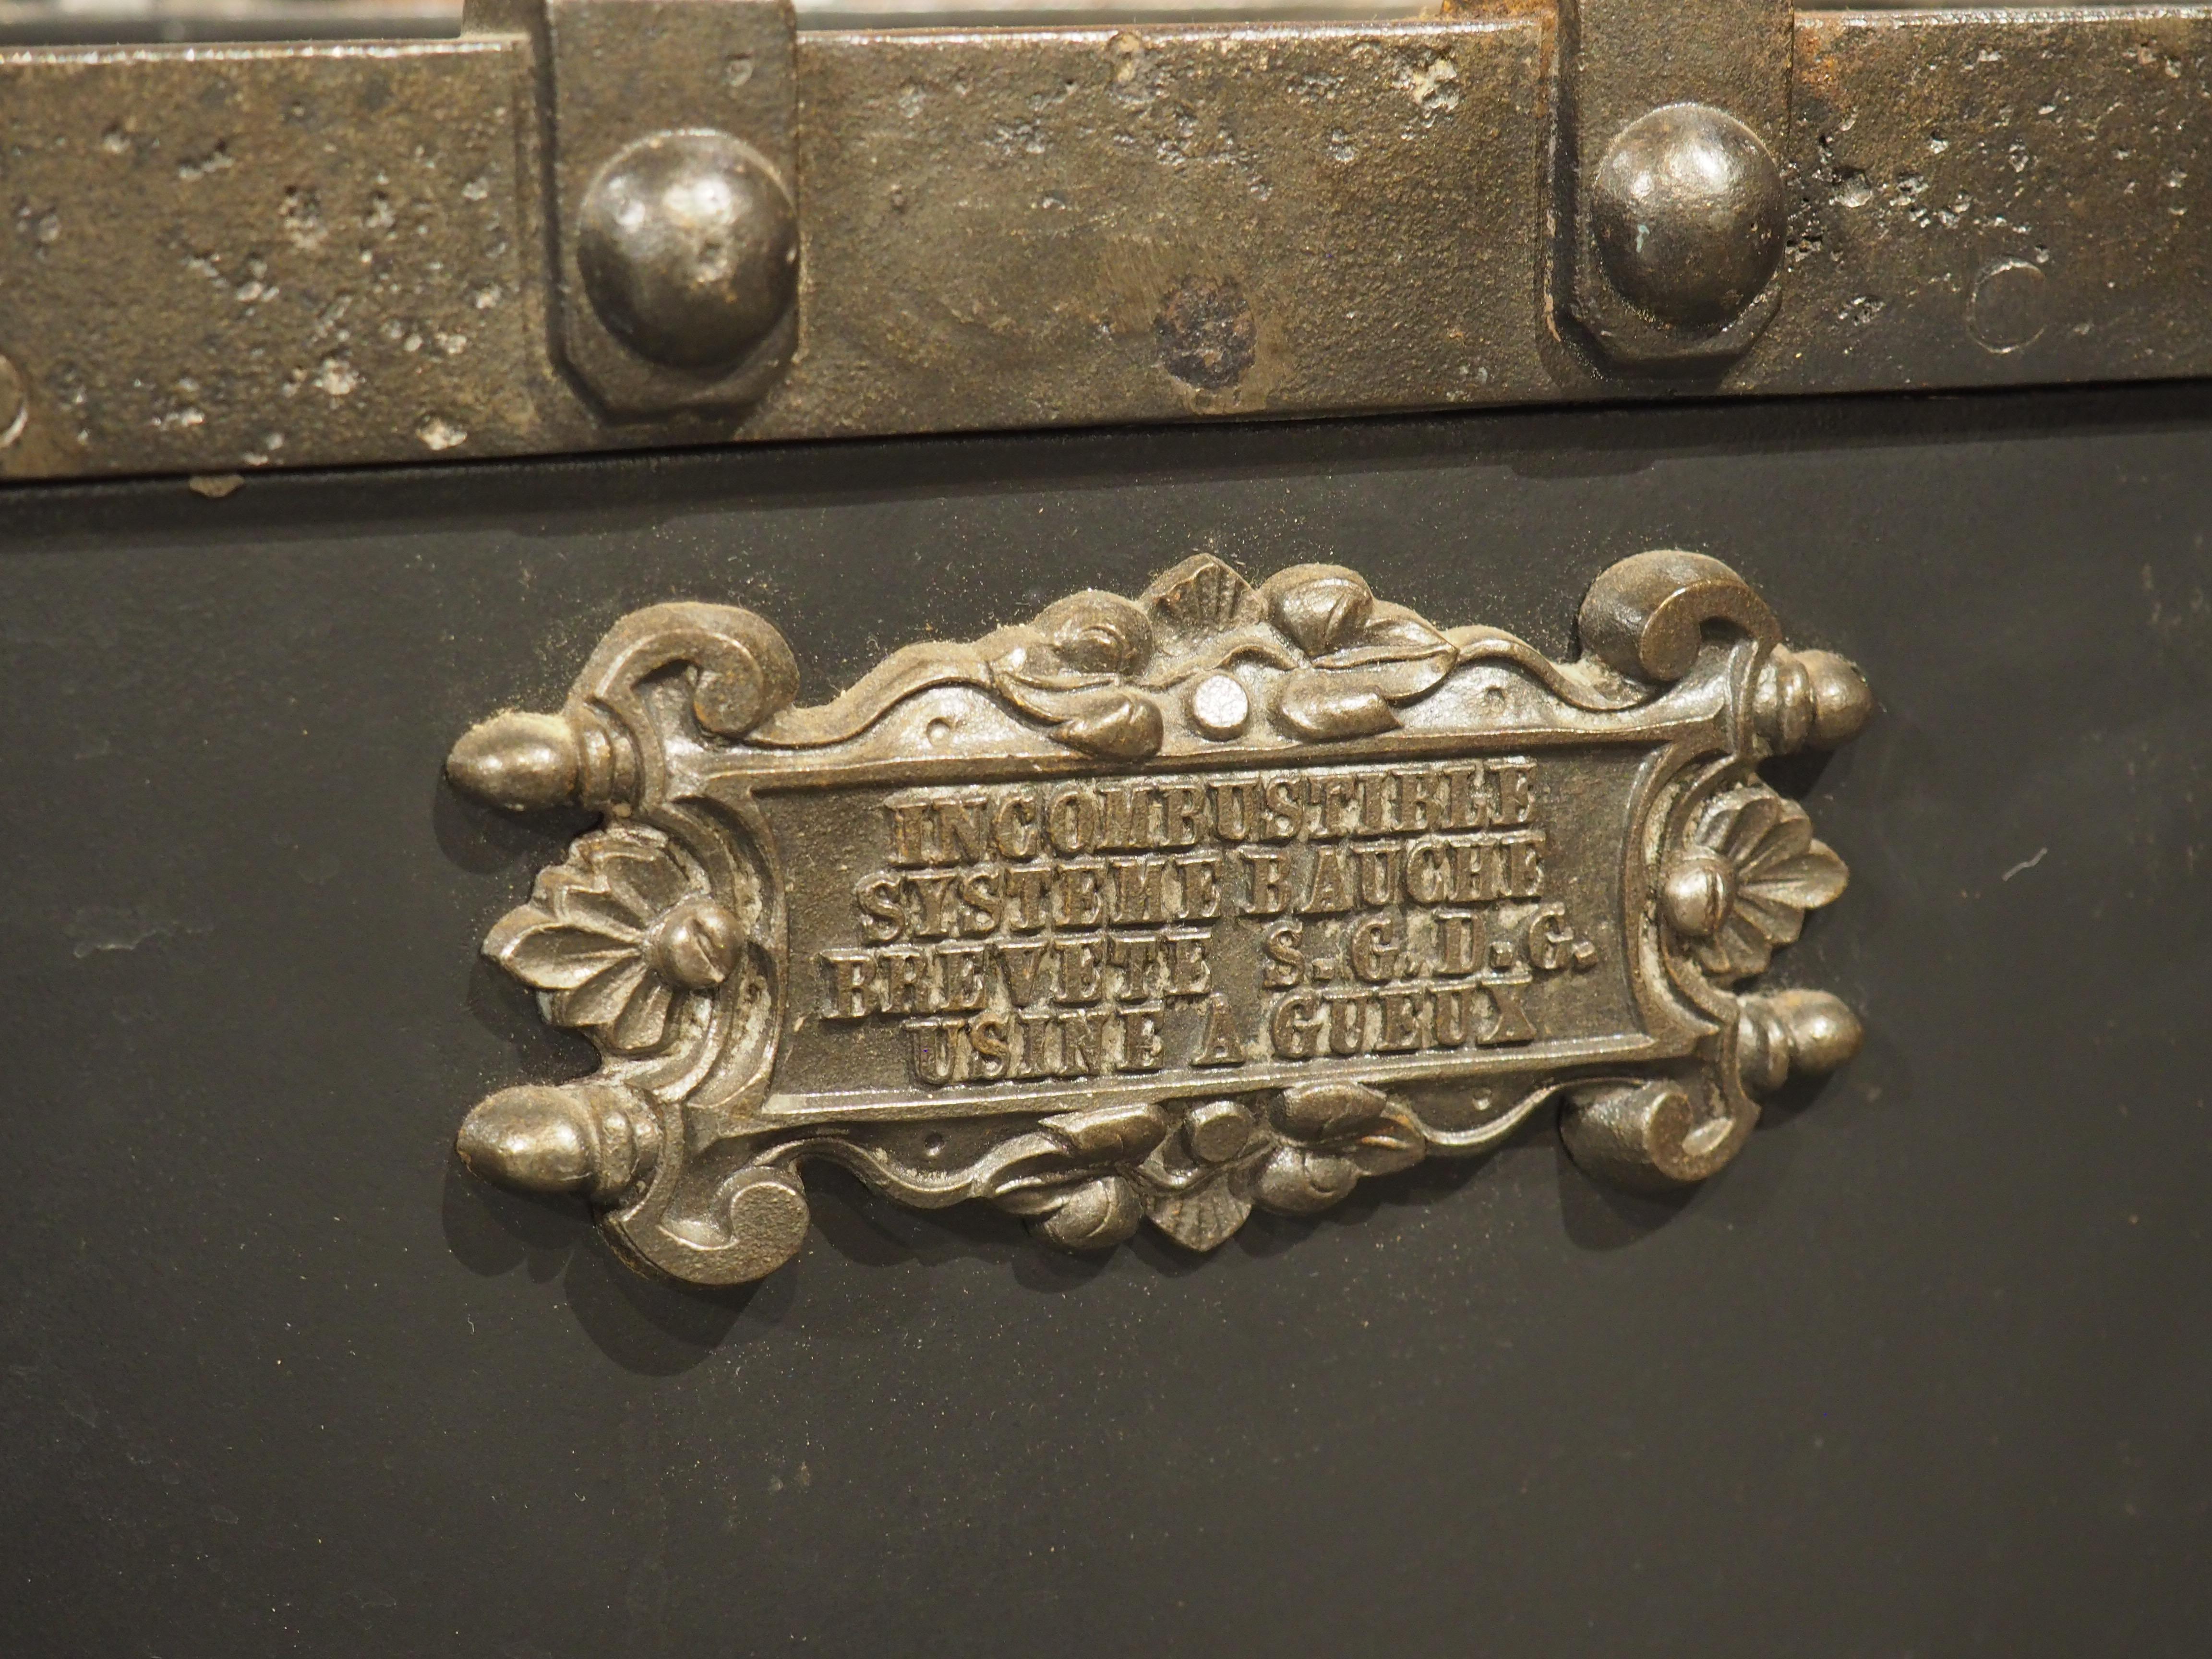 INCOMBUSTIBLE
SYSTEME BAUCHE
BREVETE S.G.D.G.
USINE A GUEUX